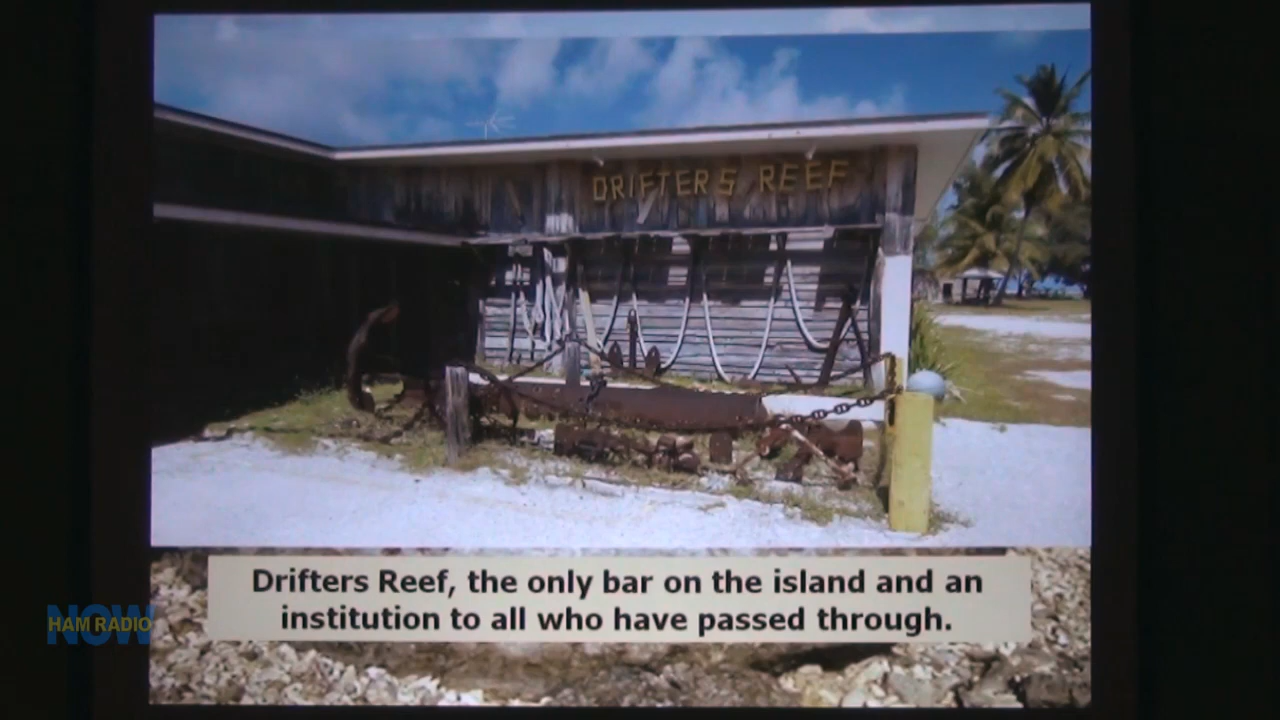 DRIFTERS REEF
Drifters Reef, the only bar on the island and an
institution to all who have passed through.
HAM RADIO
NOW